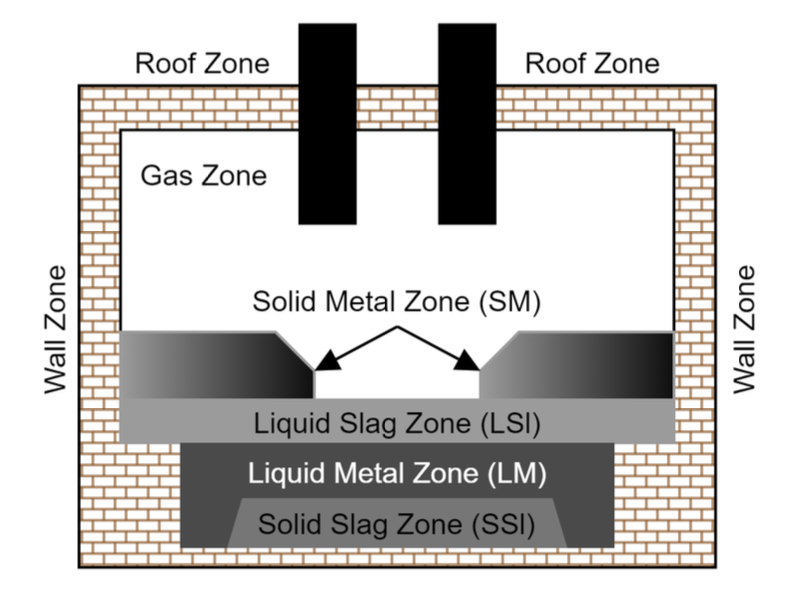 Roof Zone
Roof Zone
Gas Zone
Wall Zone
Wall Zone
Solid Metal Zone (SM)
Liquid Slag Zone (LSl)
Liquid Metal Zone (LM)
Solid Slag Zone (SSl)